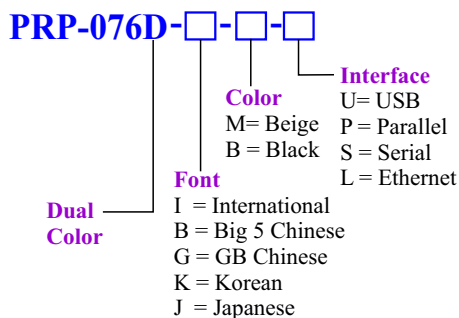 PRP-076D-□-□-□
Interface
U= USB
P = Parallel
S = Serial
L = Ethernet
Color
M= Beige
B = Black
Font
I = International
B = Big 5 Chinese
G = GB Chinese
K = Korean
J = Japanese
Dual
Color